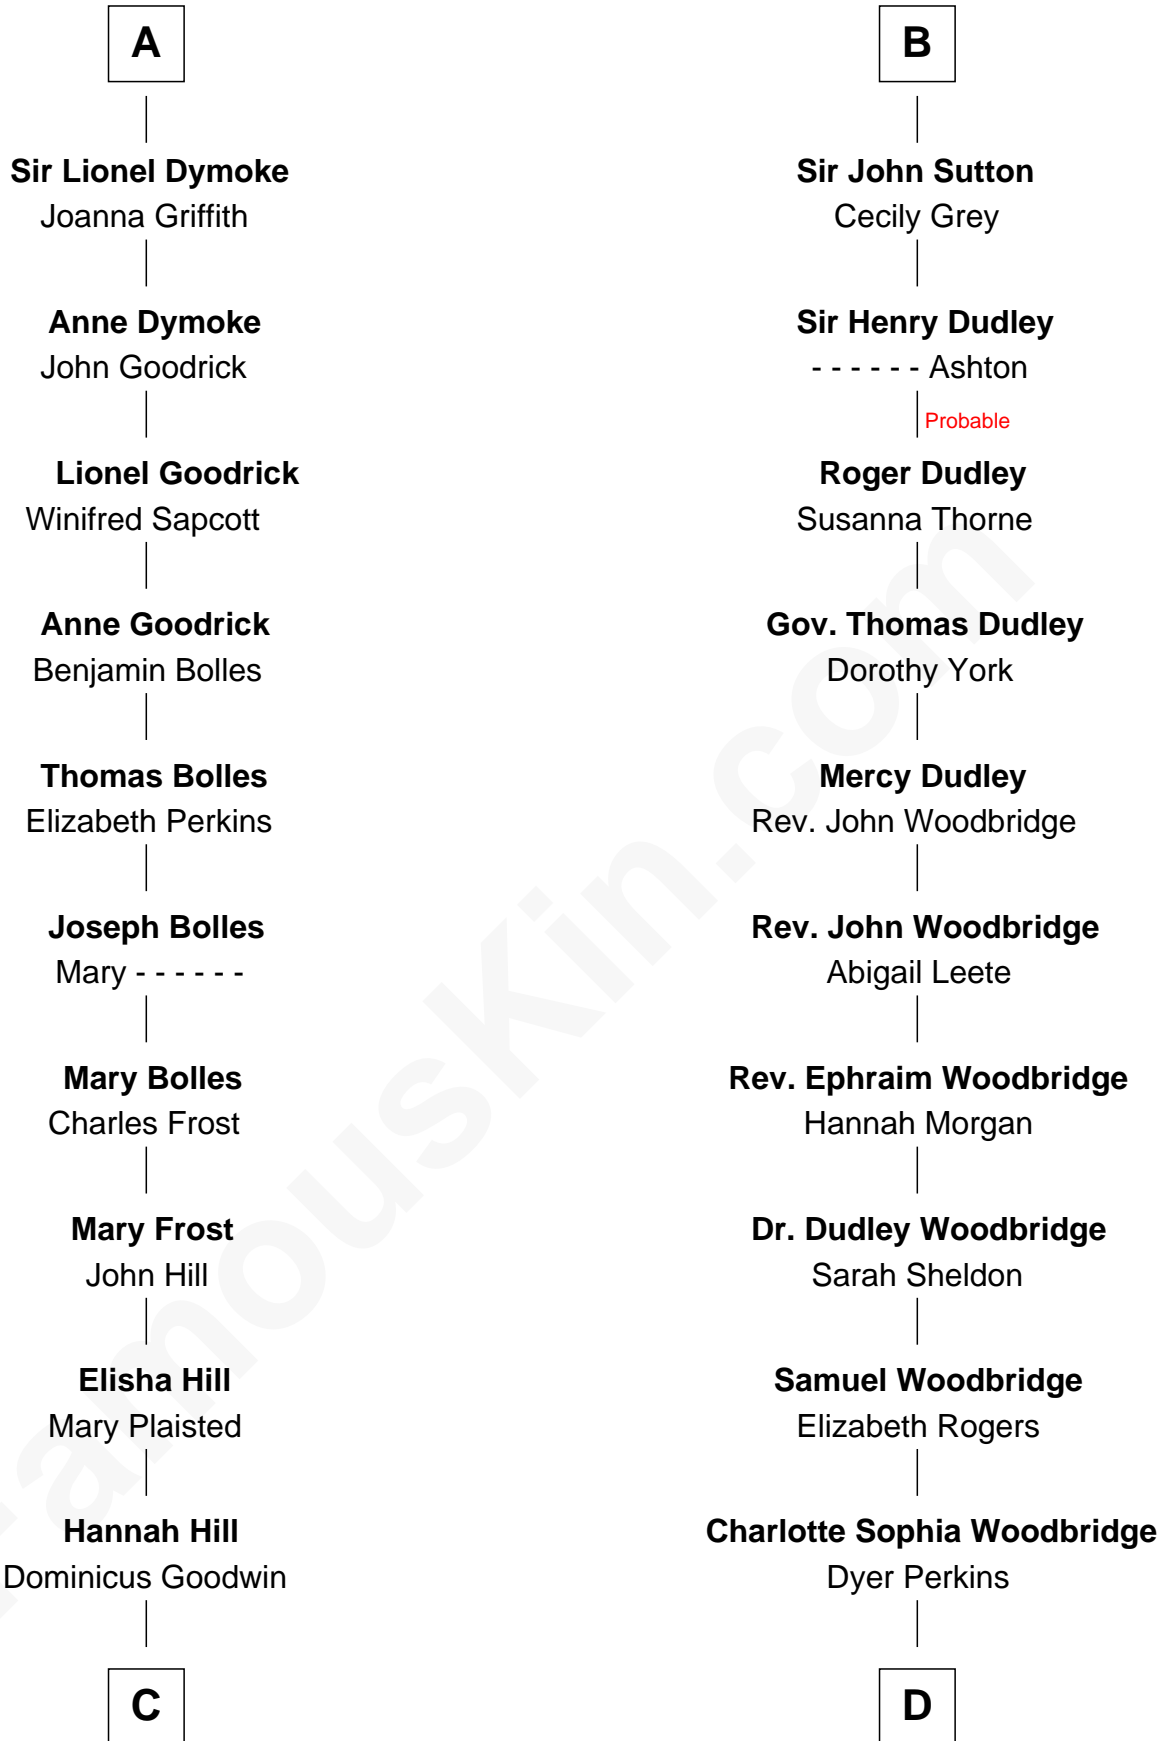 A
Sir Lionel Dymoke
Joanna Griffith
Anne Dymoke
John Goodrick
Lionel Goodrick
Winifred Sapcott
Anne Goodrick
Benjamin Bolles
Thomas Bolles
Elizabeth Perkins
Joseph Bolles
Mary - - - - - -
Mary Bolles
Charles Frost
Mary Frost
John Hill
Elisha Hill
Mary Plaisted
Hannah Hill
Dominicus Goodwin
C
B
Sir John Sutton
Cecily Grey
Sir Henry Dudley
- - - - - - Ashton
Probable
Roger Dudley
Susanna Thorne
Gov. Thomas Dudley
Dorothy York
Mercy Dudley
Rev. John Woodbridge
Rev. John Woodbridge
Abigail Leete
Rev. Ephraim Woodbridge
Hannah Morgan
Dr. Dudley Woodbridge
Sarah Sheldon
Samuel Woodbridge
Elizabeth Rogers
Charlotte Sophia Woodbridge
Dyer Perkins
D
FamousKin.com